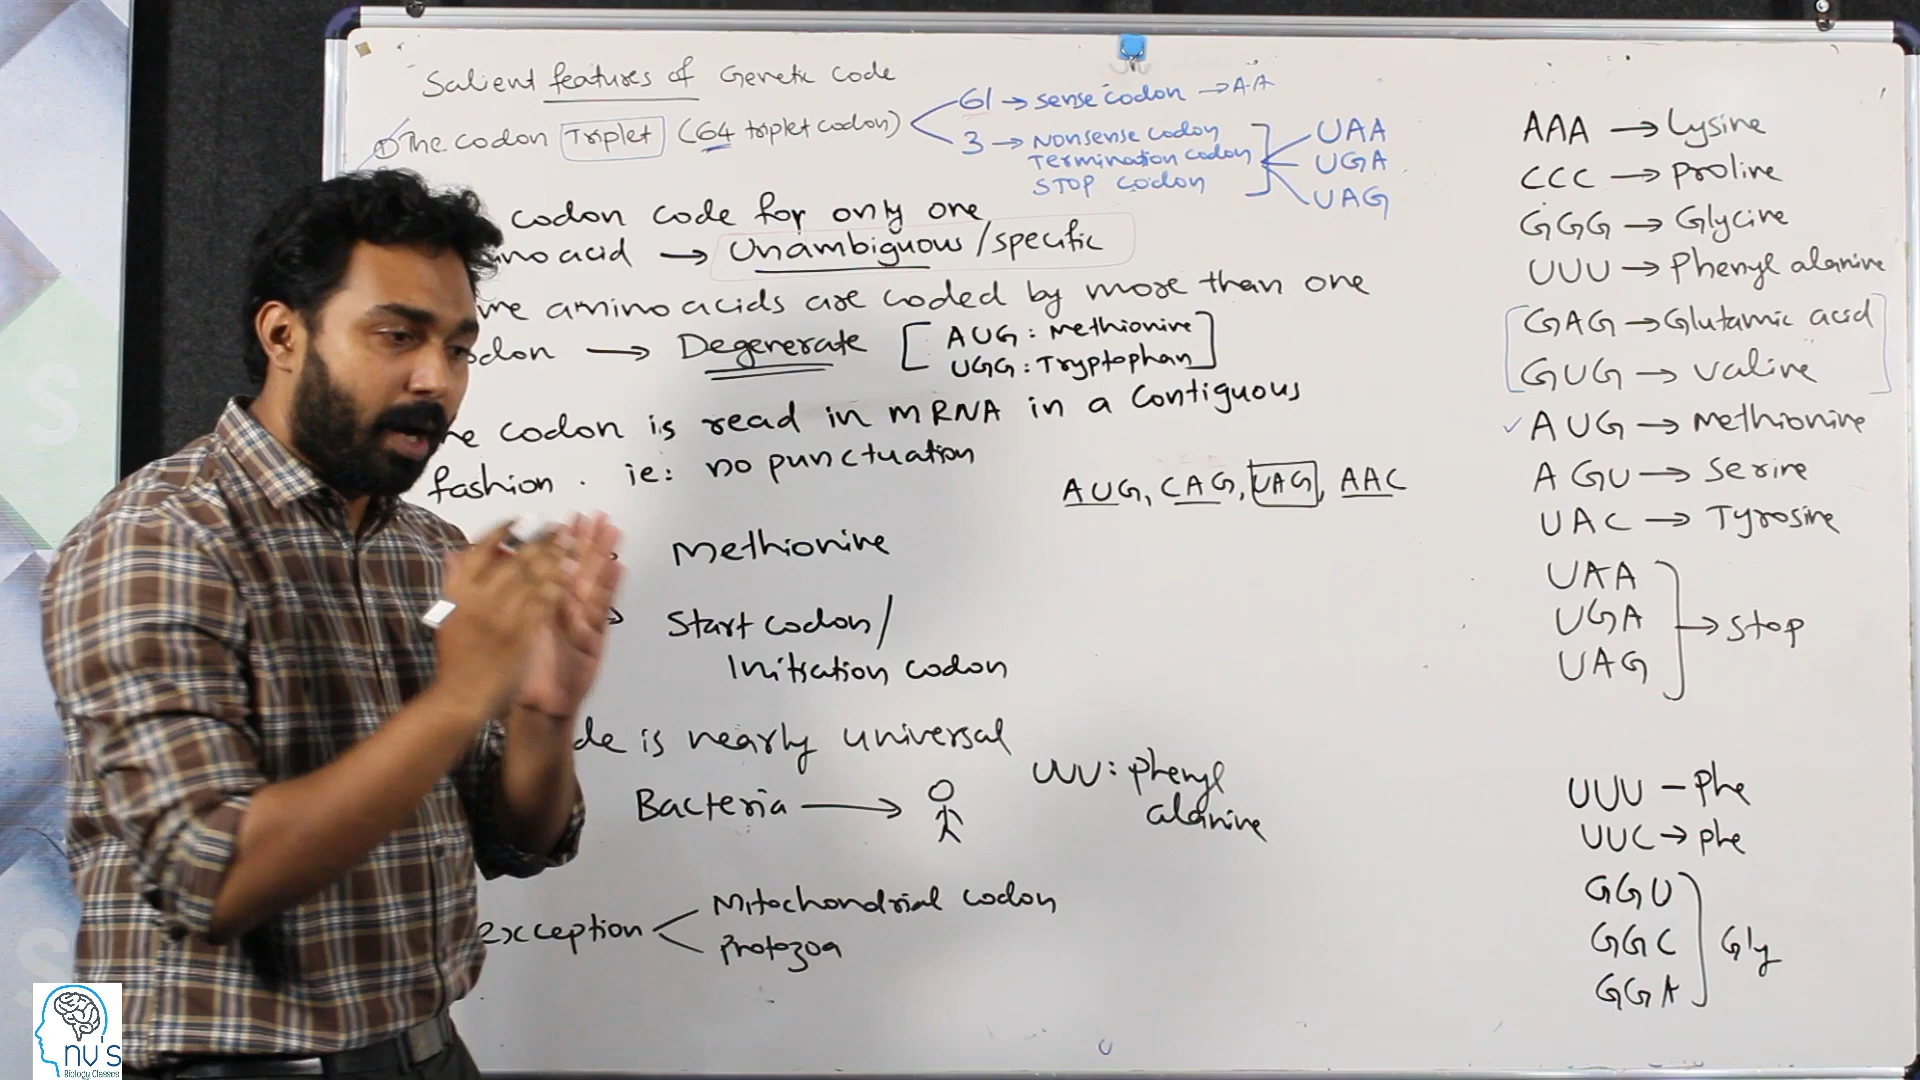 Salient features of Genetic code
① The codon Triplet (64 triplet codon)
61 → sense codon → AA
3 → Nonsense codon
Termination codon
STOP codon
UAA
UGA
UAG
codon code for only one
acid → Unambiguous/specific
amino acids are coded by more than one
→ Degenerate [AUG: Methionine
UGG: Tryptophan]
codon is read in mRNA in a contiguous
fashion. ie: no punctuation
AUG, CAG, UAG, AAC
Methionine
Start codon/
Initiation codon
is nearly universal
Bacteria →
UUU: phenyl
alanine
exception
Mitochondrial codon
Protozoa
AAA → Lysine
CCC → Proline
GGG → Glycine
UUU → Phenyl alanine
GAG → Glutamic acid
GUG → valine
✓ AUG → Methionine
AGU → Serine
UAC → Tyrosine
UAA
UGA → Stop
UAG
UUU – Phe
UUC → phe
GGU
GGC Gly
GGA
S
S
nv's
Biology Classes